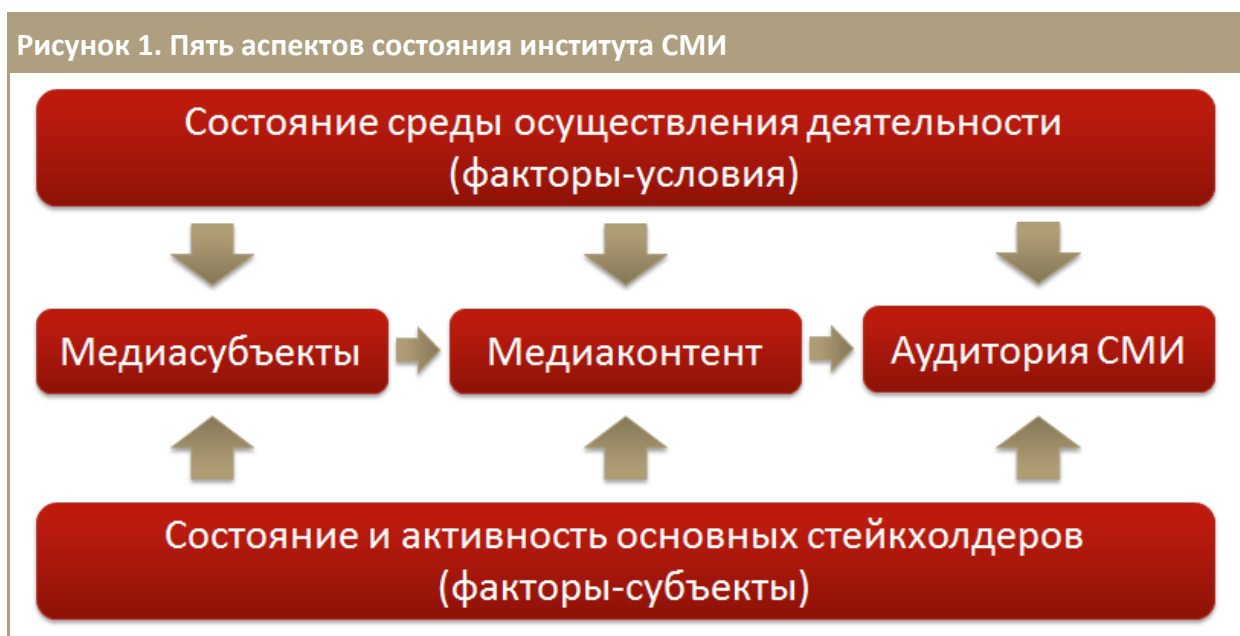 Рисунок 1. Пять аспектов состояния института СМИ
Состояние среды осуществления деятельности
(факторы-условия)
Медиасубъекты
Медиаконтент
Аудитория СМИ
Состояние и активность основных стейкхолдеров
(факторы-субъекты)